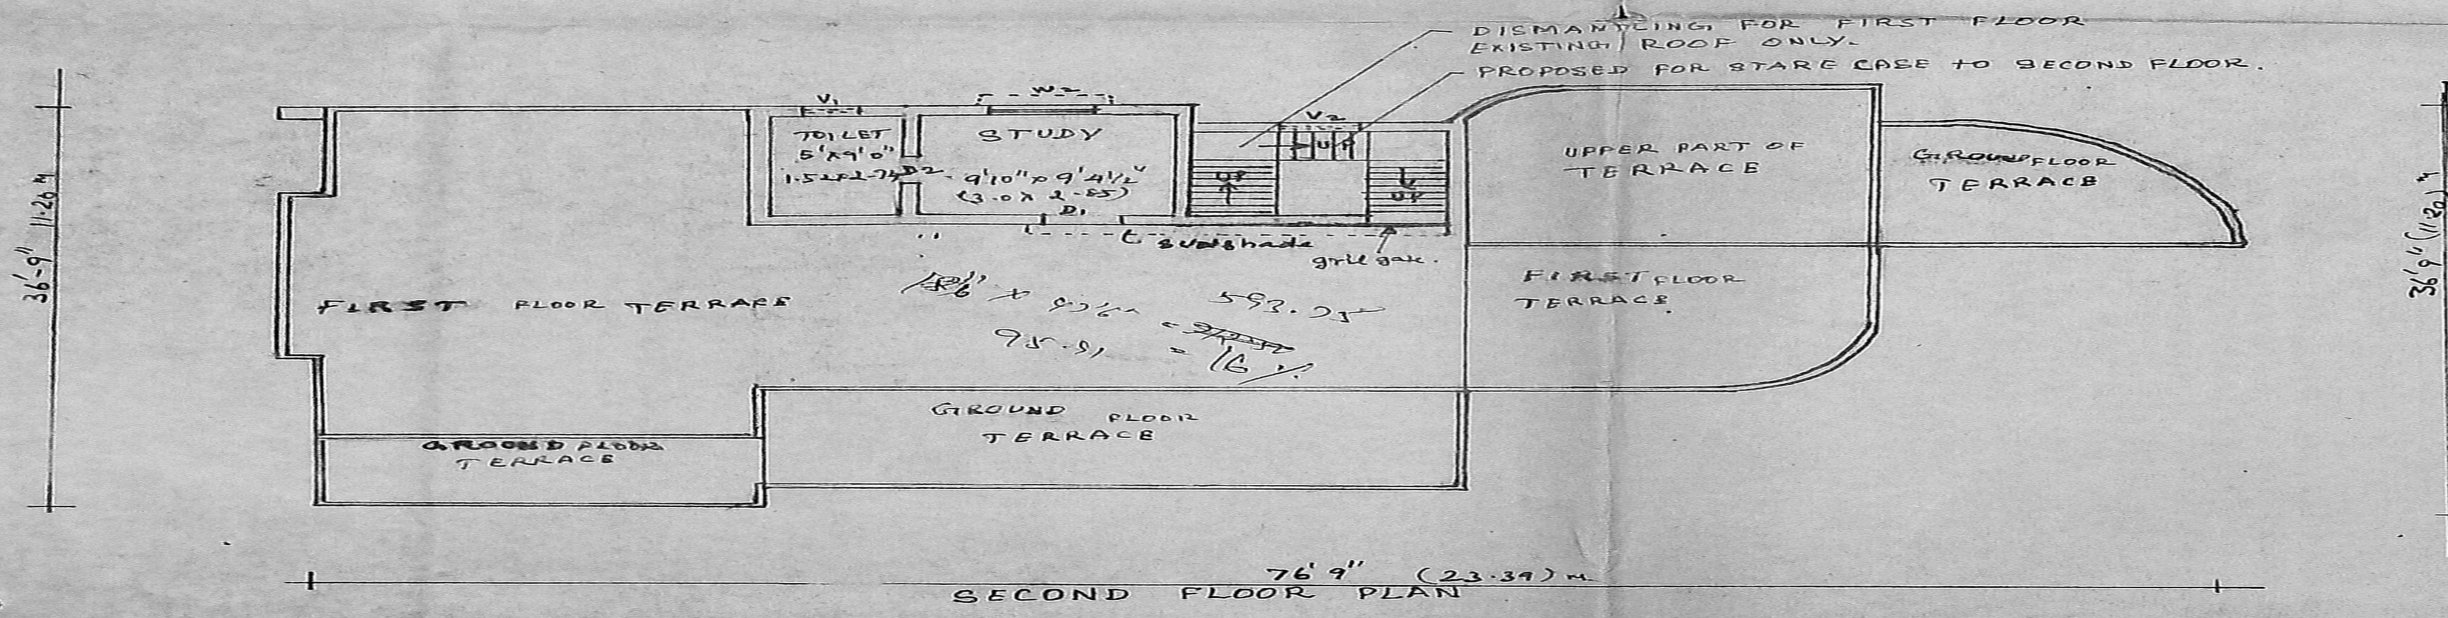 DISMANTLING FOR FIRST FLOOR
EXISTING ROOF ONLY.
PROPOSED FOR STARE CASE TO SECOND FLOOR.
V1
W2
V2
TOILET
5'X9'0"
1.52X2.74
D2
STUDY
9'10" X 9'4½"
(3.0 X 2.85)
D1
UP
UP
UP
sunshade
grill gate.
UPPER PART OF
TERRACE
GROUND FLOOR
TERRACE
36'-9" 11.20 M
36'9" (11.20) M
FIRST FLOOR TERRACE
FIRST FLOOR
TERRACE
593.75
95.91
= 16 %
GROUND FLOOR
TERRACE
GROUND FLOOR
TERRACE
76' 9" (23.39) M
SECOND FLOOR PLAN